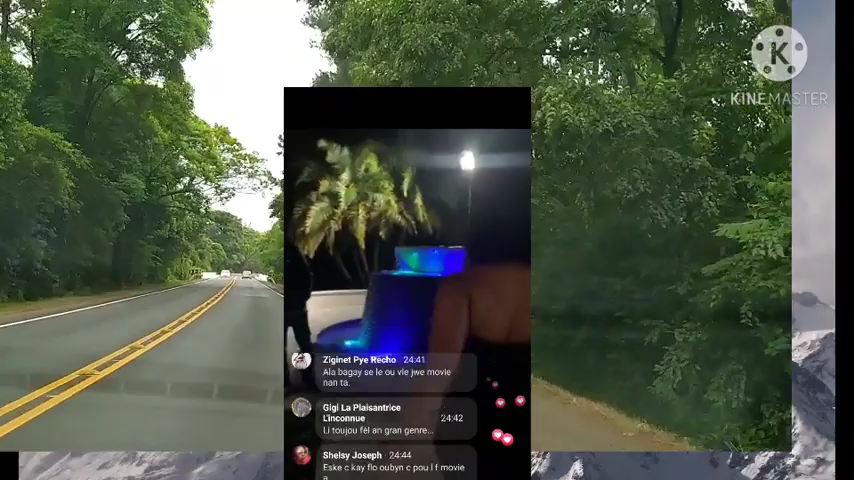 K
KINEMASTER
Ziginet Pye Recho 24:41
Ala bagay se le ou vle jwe movie
nan ta.
Gigi La Plaisantrice
L'inconnue 24:42
Li toujou fèl an gran genre...
Shelsy Joseph 24:44
Eske c kay flo oubyn c pou l f movie
a